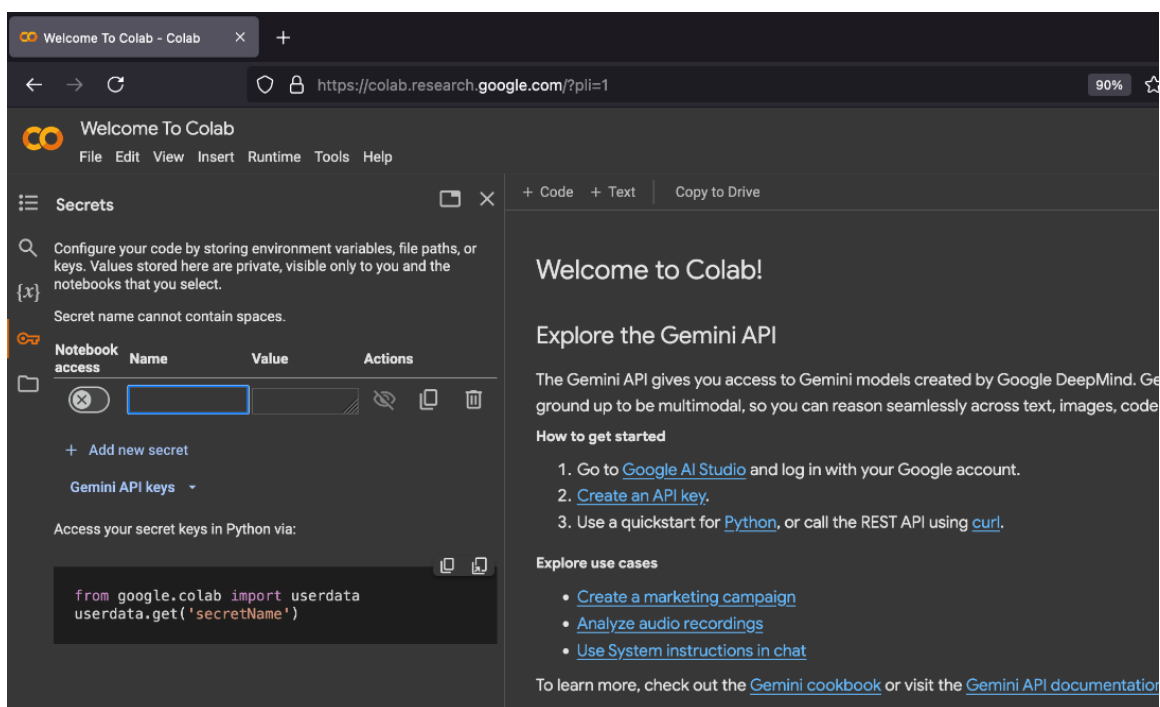 Welcome To Colab - Colab
https://colab.research.google.com/?pli=1
90%
Welcome To Colab
File Edit View Insert Runtime Tools Help
Secrets
Configure your code by storing environment variables, file paths, or
keys. Values stored here are private, visible only to you and the
notebooks that you select.
Secret name cannot contain spaces.
Notebook
access
Name Value Actions
+ Add new secret
Gemini API keys
Access your secret keys in Python via:
from google.colab import userdata
userdata.get('secretName')
+ Code + Text Copy to Drive
Welcome to Colab!
Explore the Gemini API
The Gemini API gives you access to Gemini models created by Google DeepMind. Ge
ground up to be multimodal, so you can reason seamlessly across text, images, code
How to get started
1. Go to Google AI Studio and log in with your Google account.
2. Create an API key.
3. Use a quickstart for Python, or call the REST API using curl.
Explore use cases
• Create a marketing campaign
• Analyze audio recordings
• Use System instructions in chat
To learn more, check out the Gemini cookbook or visit the Gemini API documentation